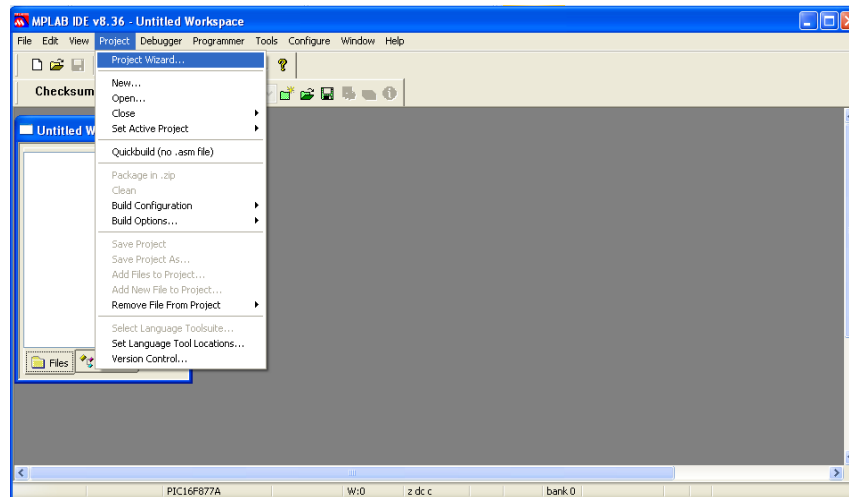 MPLAB IDE v8.36 - Untitled Workspace
File Edit View Project Debugger Programmer Tools Configure Window Help
Project Wizard...
Checksum
New...
Open...
Close
Untitled W
Set Active Project
Quickbuild (no .asm file)
Package in .zip
Clean
Build Configuration
Build Options...
Save Project
Save Project As...
Add Files to Project...
Add New File to Project...
Remove File From Project
Select Language Toolsuite...
Set Language Tool Locations...
Version Control...
Files
PIC16F877A W:0 z dc c bank 0